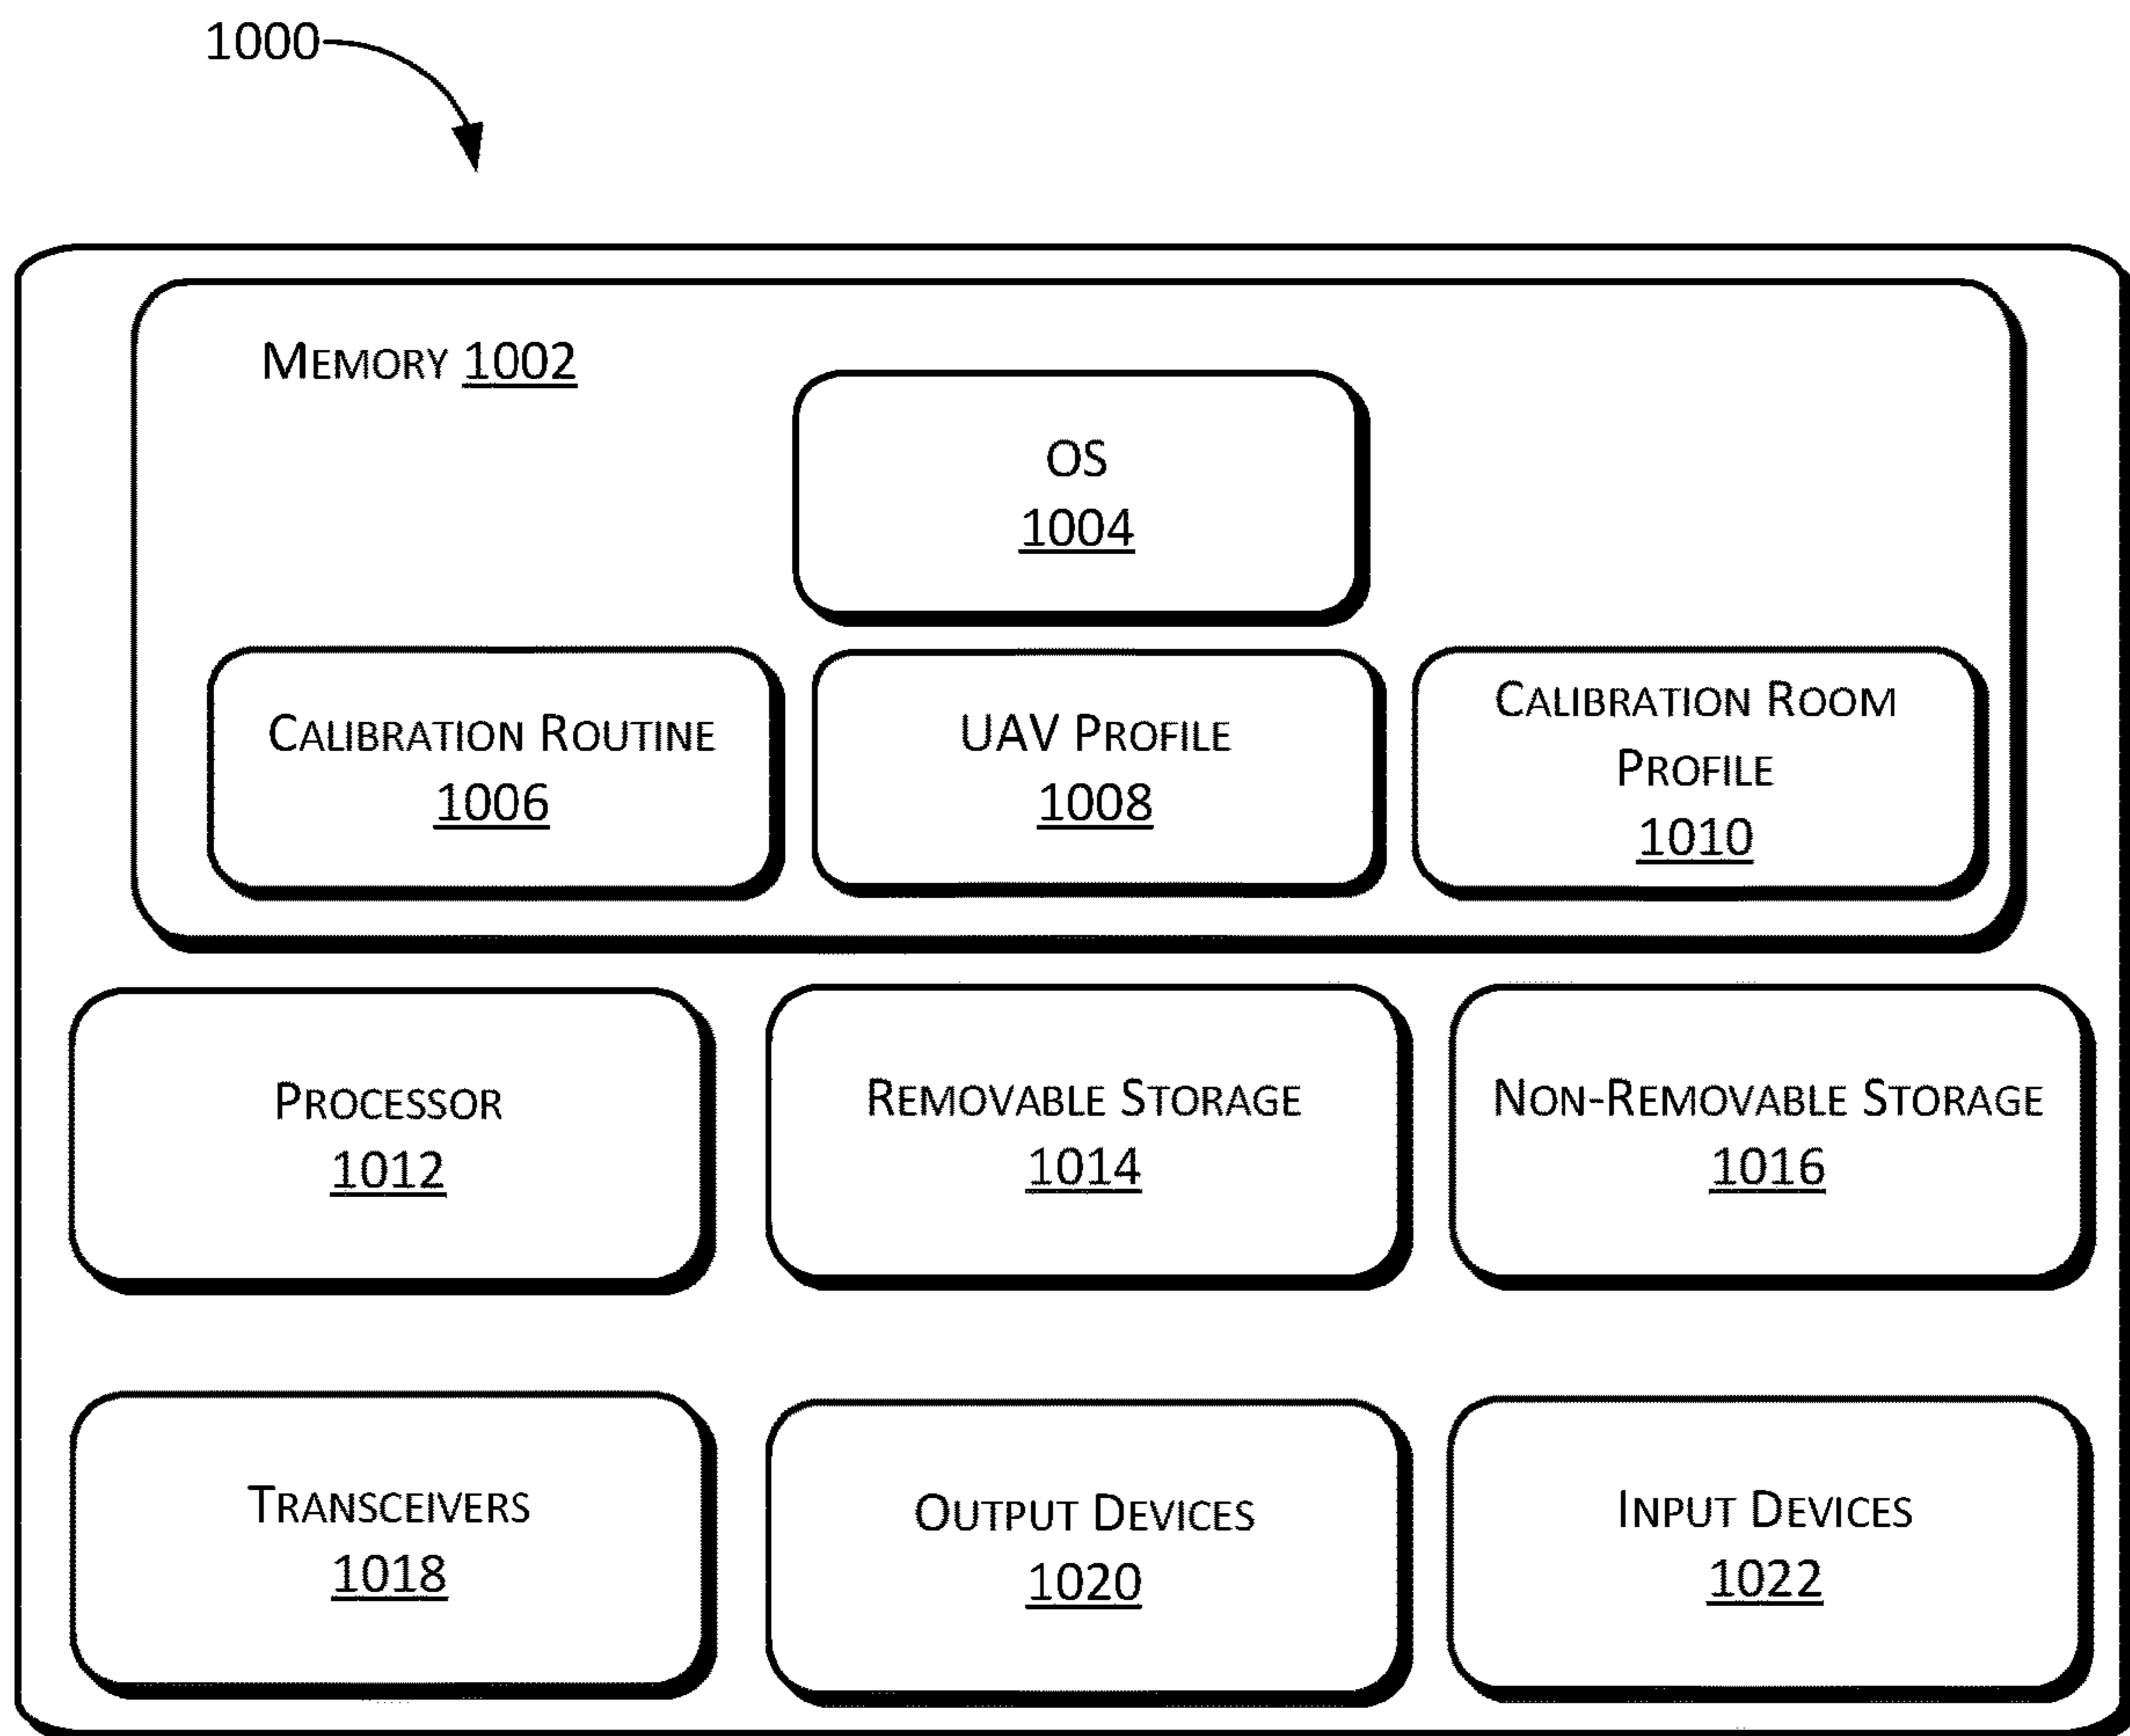 1000
MEMORY 1002
OS
1004
CALIBRATION ROUTINE
1006
UAV PROFILE
1008
CALIBRATION ROOM
PROFILE
1010
PROCESSOR
1012
REMOVABLE STORAGE
1014
NON-REMOVABLE STORAGE
1016
TRANSCEIVERS
1018
OUTPUT DEVICES
1020
INPUT DEVICES
1022